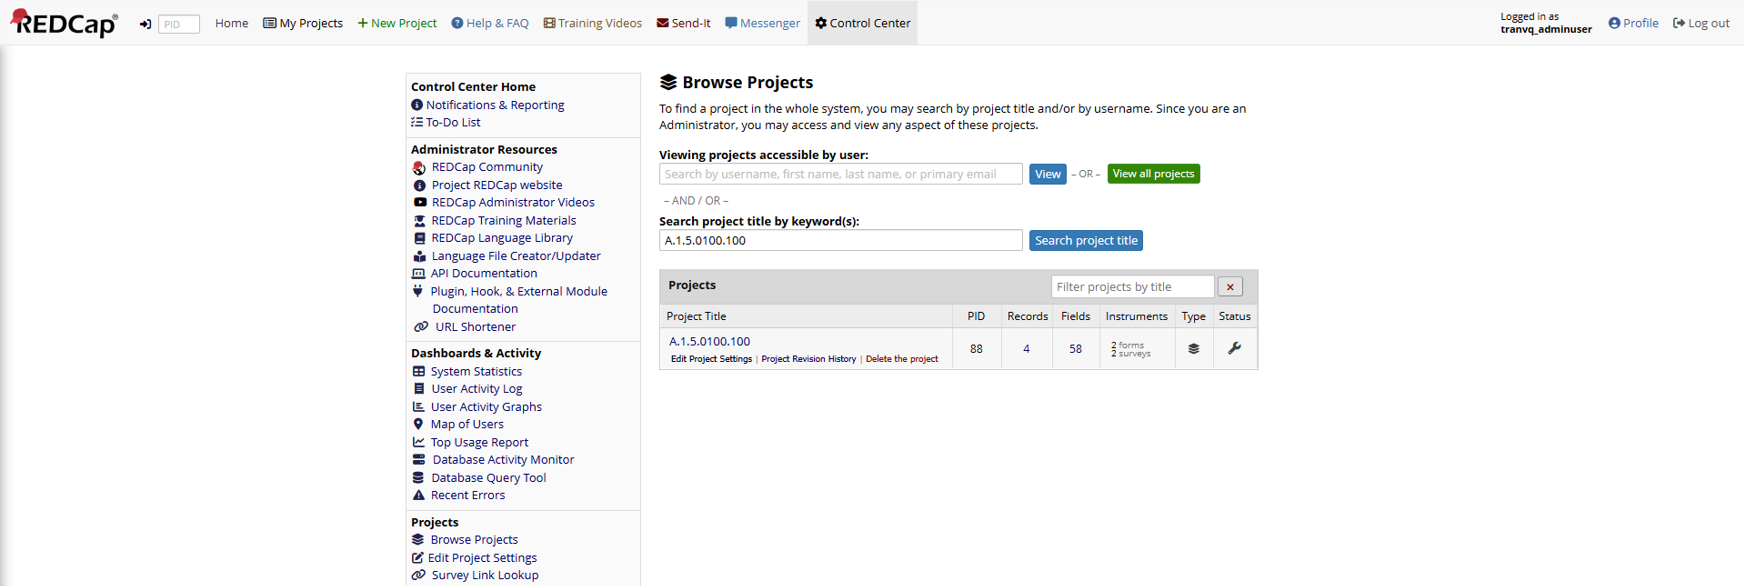 REDCap®
PID
Home
My Projects
New Project
Help & FAQ
Training Videos
Send-It
Messenger
Control Center
Logged in as
tranvq_adminuser
Profile
Log out
Control Center Home
Notifications & Reporting
To-Do List
Administrator Resources
REDCap Community
Project REDCap website
REDCap Administrator Videos
REDCap Training Materials
REDCap Language Library
Language File Creator/Updater
API Documentation
Plugin, Hook, & External Module
Documentation
URL Shortener
Dashboards & Activity
System Statistics
User Activity Log
User Activity Graphs
Map of Users
Top Usage Report
Database Activity Monitor
Database Query Tool
Recent Errors
Projects
Browse Projects
Edit Project Settings
Survey Link Lookup
Browse Projects
To find a project in the whole system, you may search by project title and/or by username. Since you are an
Administrator, you may access and view any aspect of these projects.
Viewing projects accessible by user:
Search by username, first name, last name, or primary email
View
– OR –
View all projects
– AND / OR –
Search project title by keyword(s):
A.1.5.0100.100
Search project title
Projects
Filter projects by title
Project Title
PID
Records
Fields
Instruments
Type
Status
A.1.5.0100.100
Edit Project Settings | Project Revision History | Delete the project
88
4
58
2 forms
2 surveys